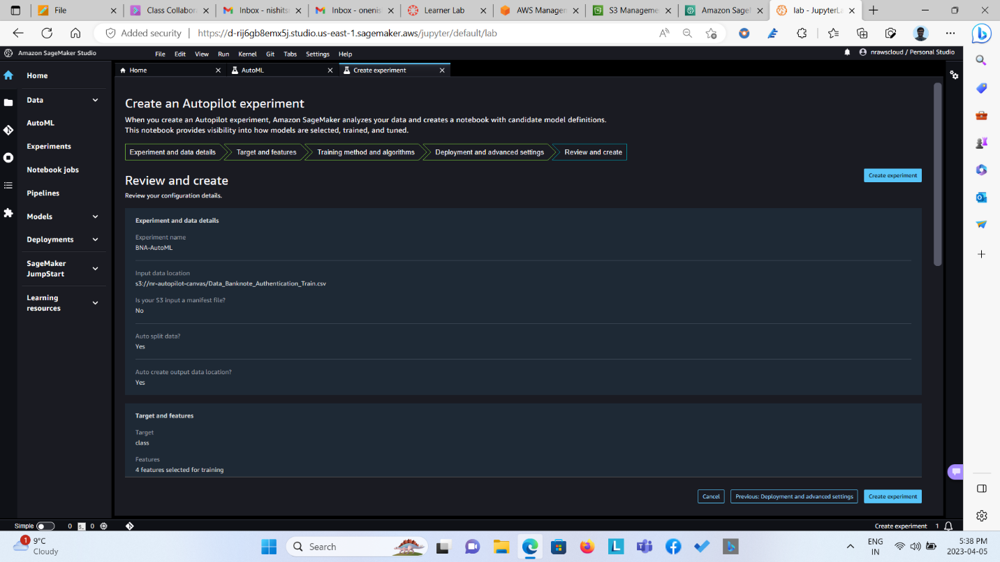 File
Class Collabora
Inbox - nishits
Inbox - onenis
Learner Lab
AWS Managem
S3 Manageme
Amazon Sagel
lab - JupyterLa
Added security
https://d-rij6gb8emx5j.studio.us-east-1.sagemaker.aws/jupyter/default/lab
Amazon SageMaker Studio
File Edit View Run Kernel Git Tabs Settings Help
nrawscloud / Personal Studio
Home
AutoML
Create experiment
Home
Data
AutoML
Experiments
Notebook jobs
Pipelines
Models
Deployments
SageMaker
JumpStart
Learning
resources
Create an Autopilot experiment
When you create an Autopilot experiment, Amazon SageMaker analyzes your data and creates a notebook with candidate model definitions.
This notebook provides visibility into how models are selected, trained, and tuned.
Experiment and data details
Target and features
Training method and algorithms
Deployment and advanced settings
Review and create
Review and create
Create experiment
Review your configuration details.
Experiment and data details
Experiment name
BNA-AutoML
Input data location
s3://nr-autopilot-canvas/Data_Banknote_Authentication_Train.csv
Is your S3 input a manifest file?
No
Auto split data?
Yes
Auto create output data location?
Yes
Target and features
Target
class
Features
4 features selected for training
Cancel
Previous: Deployment and advanced settings
Create experiment
Simple
0
0
Create experiment 1
1
9°C
Cloudy
Search
ENG
IN
5:38 PM
2023-04-05